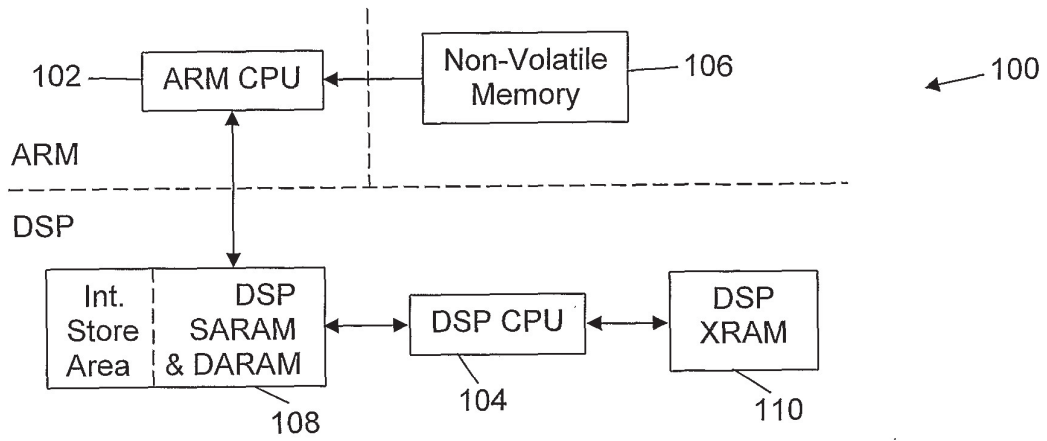 102
ARM CPU
Non-Volatile
Memory
106
100
ARM
DSP
Int.
Store
Area
DSP
SARAM
& DARAM
108
DSP CPU
104
DSP
XRAM
110